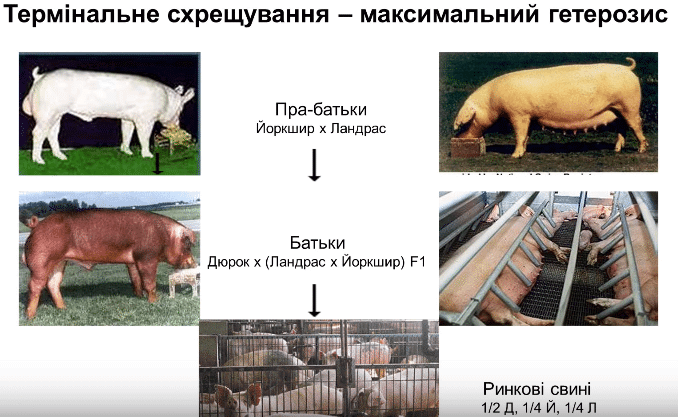 Термінальне схрещування – максимальний гетерозис
Пра-батьки
Йоркшир х Ландрас
Батьки
Дюрок х (Ландрас х Йоркшир) F1
Ринкові свині
1/2 Д, 1/4 Й, 1/4 Л